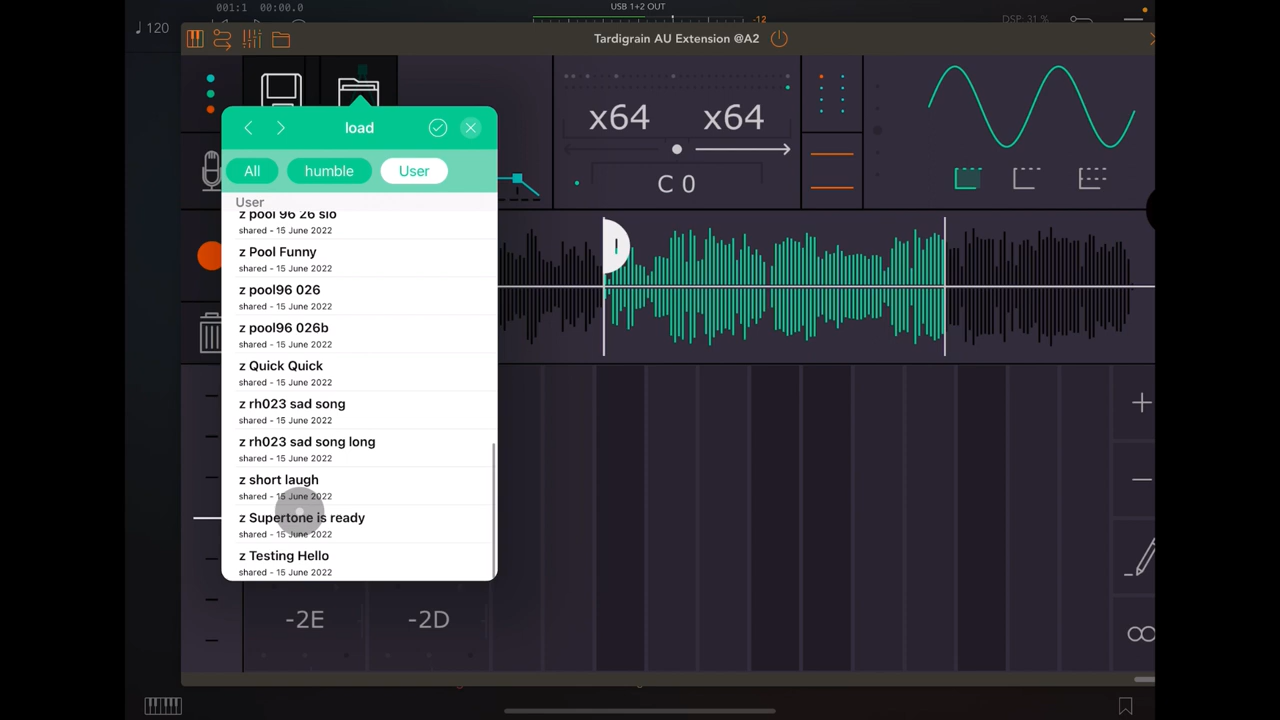 001:1 00:00.0
USB 1+2 OUT
-12
DSP: 31 %
♩ 120
Tardigrain AU Extension @A2
load
All humble User
User
z pool 96 26 slo
shared - 15 June 2022
z Pool Funny
shared - 15 June 2022
z pool96 026
shared - 15 June 2022
z pool96 026b
shared - 15 June 2022
z Quick Quick
shared - 15 June 2022
z rh023 sad song
shared - 15 June 2022
z rh023 sad song long
shared - 15 June 2022
z short laugh
shared - 15 June 2022
z Supertone is ready
shared - 15 June 2022
z Testing Hello
shared - 15 June 2022
x64 x64
C 0
-2E -2D